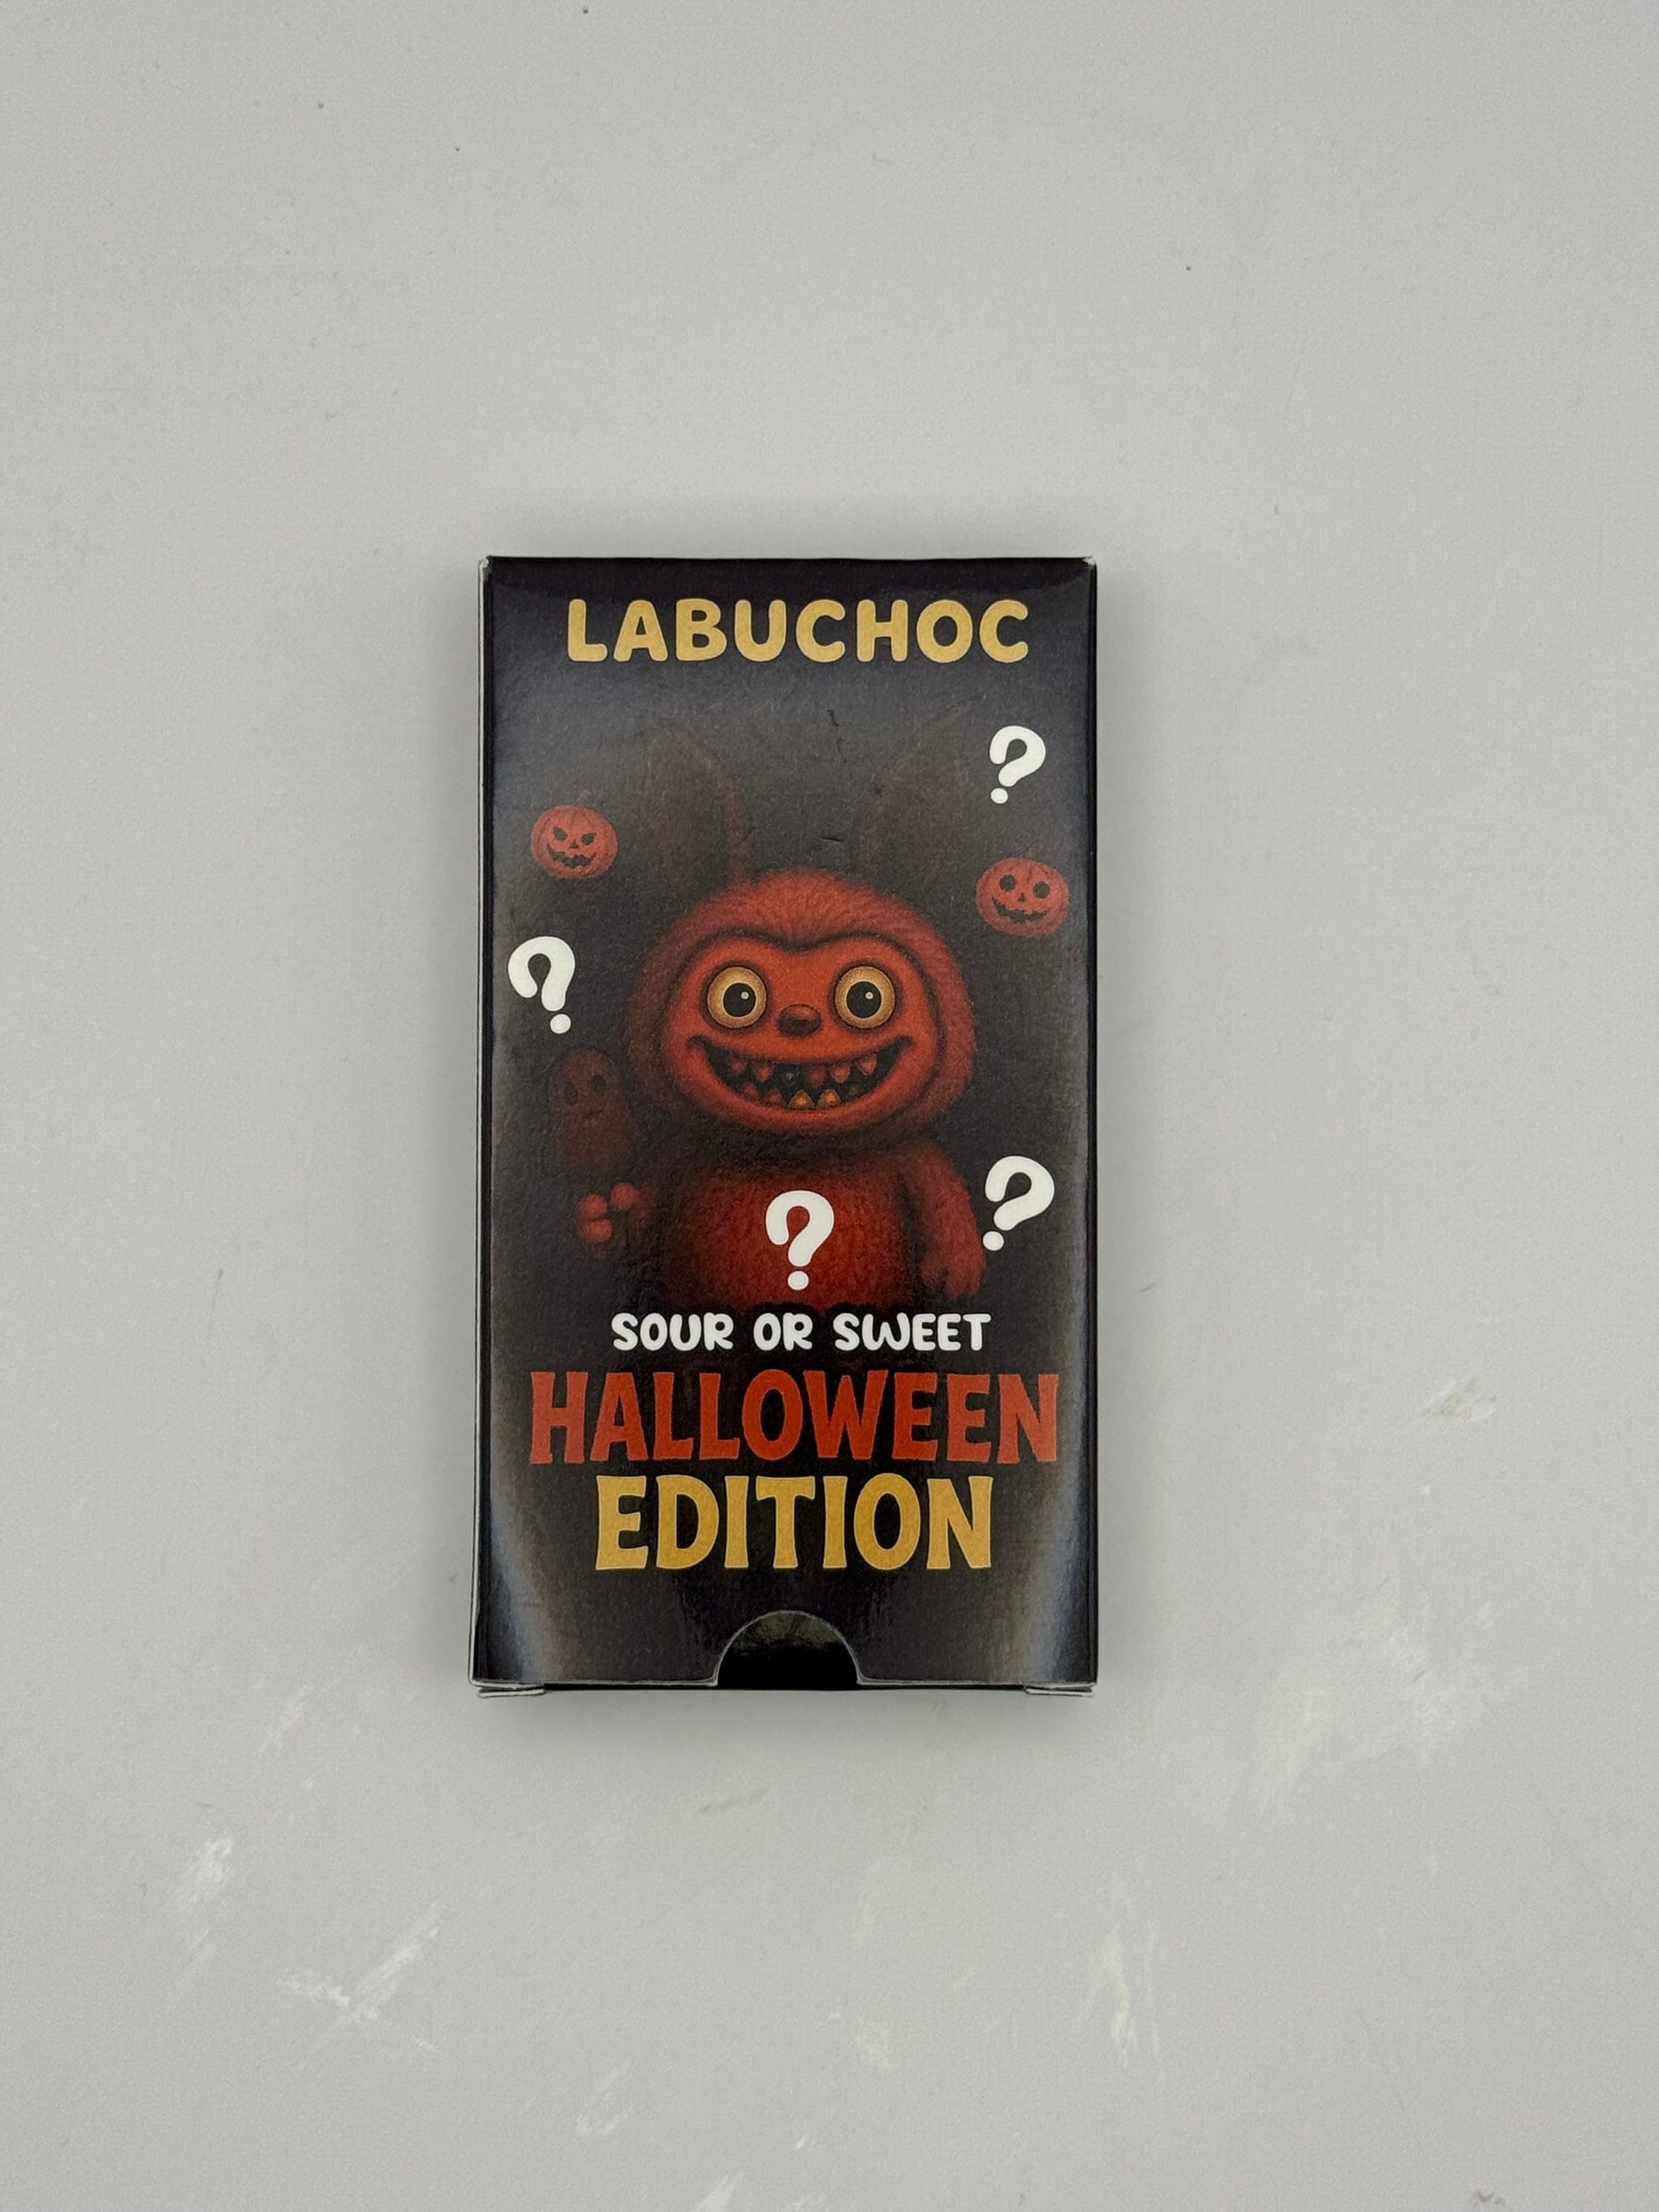 LABUCHOC
?
?
?
?
SOUR OR SWEET
HALLOWEEN
EDITION